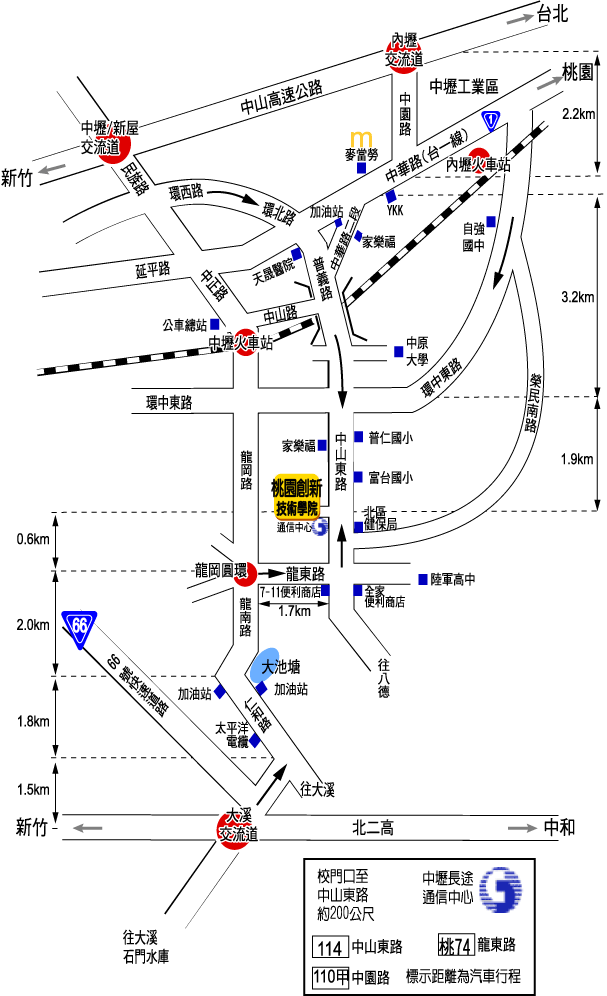 台北
內壢
交流道
桃園
中壢工業區
中山高速公路
中園路
2.2km
1
中壢/新屋
交流道
m
麥當勞
中華路(台一線)
內壢火車站
新竹
民族路
環西路
環北路
加油站
YKK
中華路二段
家樂福
自強
國中
延平路
天晟醫院
普義路
中正路
3.2km
公車總站
中山路
中壢火車站
中原
大學
環中東路
環中東路
榮民南路
龍岡路
家樂福
中山東路
普仁國小
1.9km
富台國小
桃園創新
技術學院
通信中心
北區
健保局
0.6km
龍岡圓環
龍東路
陸軍高中
7-11便利商店
全家
便利商店
1.7km
龍南路
2.0km
66
66號快速道路
往八德
大池塘
加油站
加油站
仁和路
太平洋
電纜
1.8km
1.5km
往大溪
大溪
交流道
新竹
北二高
中和
往大溪
石門水庫
校門口至
中山東路
約200公尺
中壢長途
通信中心
114 中山東路
桃74 龍東路
110甲 中園路
標示距離為汽車行程